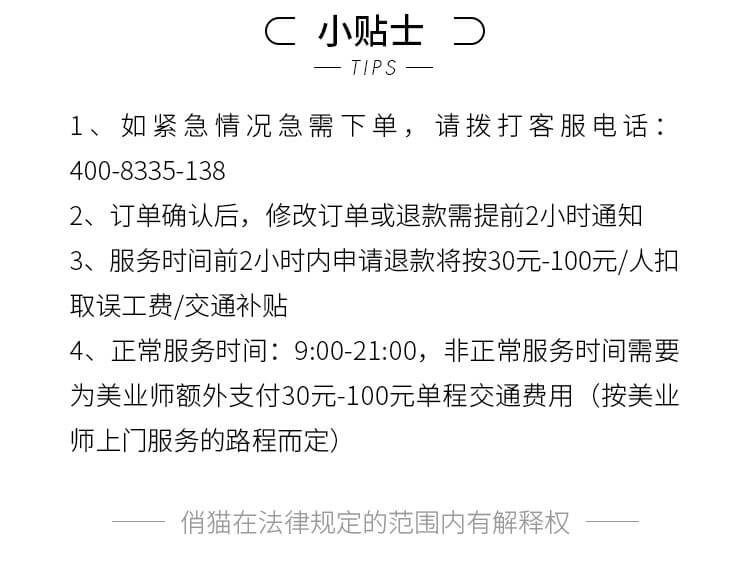 小贴士
TIPS
1、如紧急情况急需下单，请拨打客服电话：
400-8335-138
2、订单确认后，修改订单或退款需提前2小时通知
3、服务时间前2小时内申请退款将按30元-100元/人扣
取误工费/交通补贴
4、正常服务时间：9:00-21:00，非正常服务时间需要
为美业师额外支付30元-100元单程交通费用（按美业
师上门服务的路程而定）
俏猫在法律规定的范围内有解释权